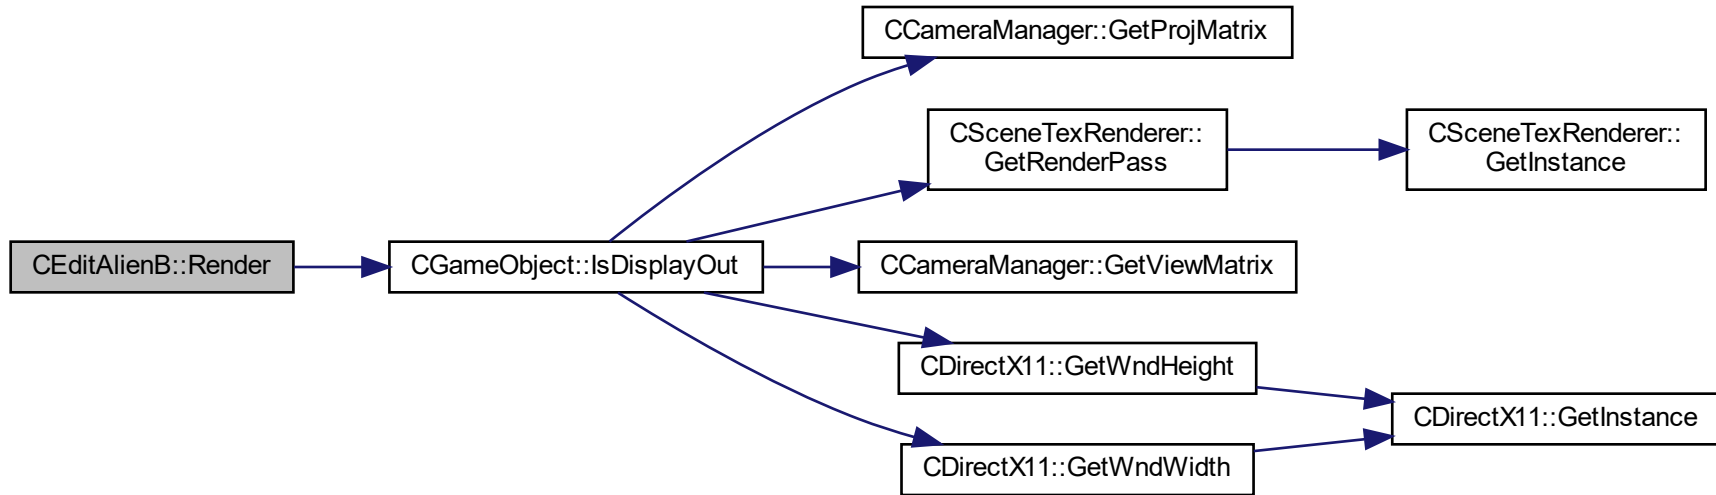 CCameraManager::GetProjMatrix
CSceneTexRenderer::
GetRenderPass
CSceneTexRenderer::
GetInstance
CEditAlienB::Render
CGameObject::IsDisplayOut
CCameraManager::GetViewMatrix
CDirectX11::GetWndHeight
CDirectX11::GetInstance
CDirectX11::GetWndWidth